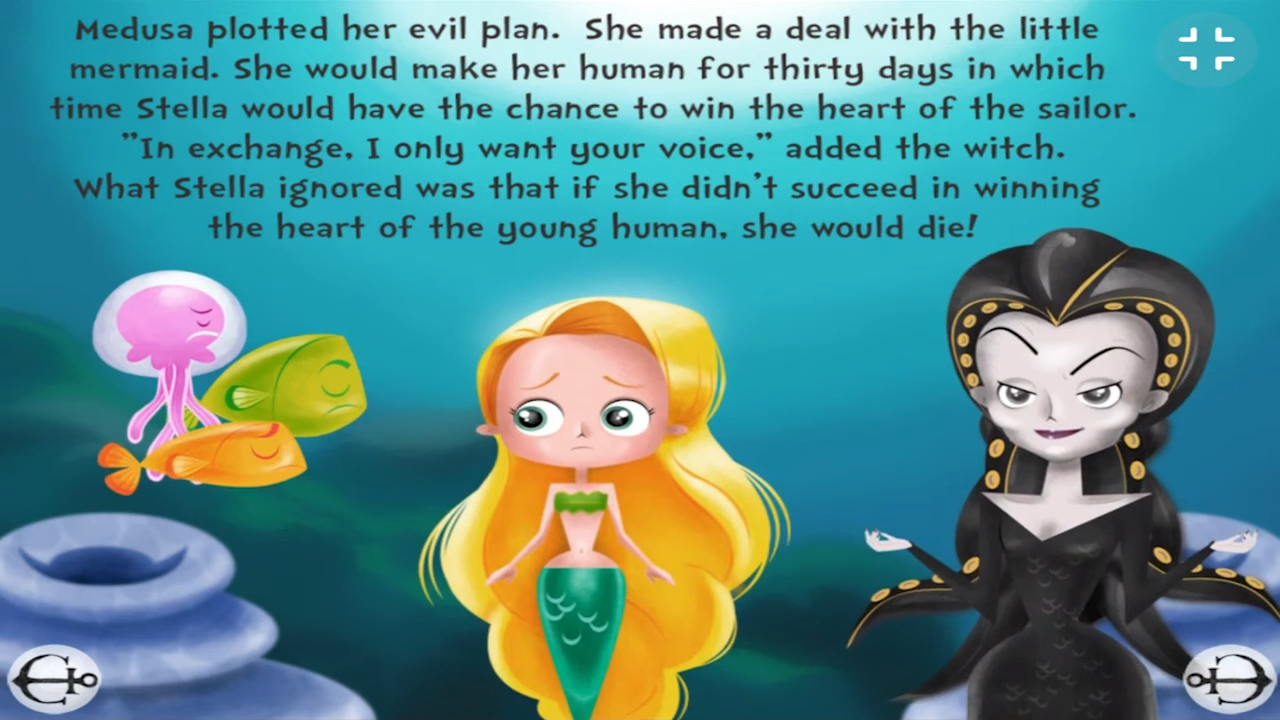 Medusa plotted her evil plan. She made a deal with the little
mermaid. She would make her human for thirty days in which
time Stella would have the chance to win the heart of the sailor.
"In exchange, I only want your voice," added the witch.
What Stella ignored was that if she didn't succeed in winning
the heart of the young human, she would die!